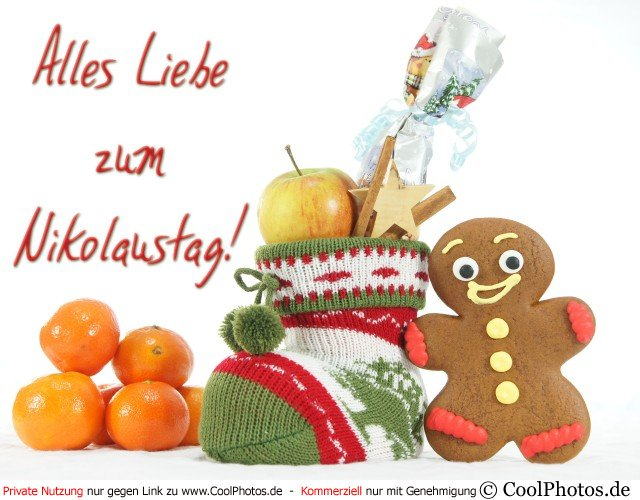 Alles Liebe
zum
Nikolaustag!
Private Nutzung nur gegen Link zu www.CoolPhotos.de - Kommerziell nur mit Genehmigung © CoolPhotos.de